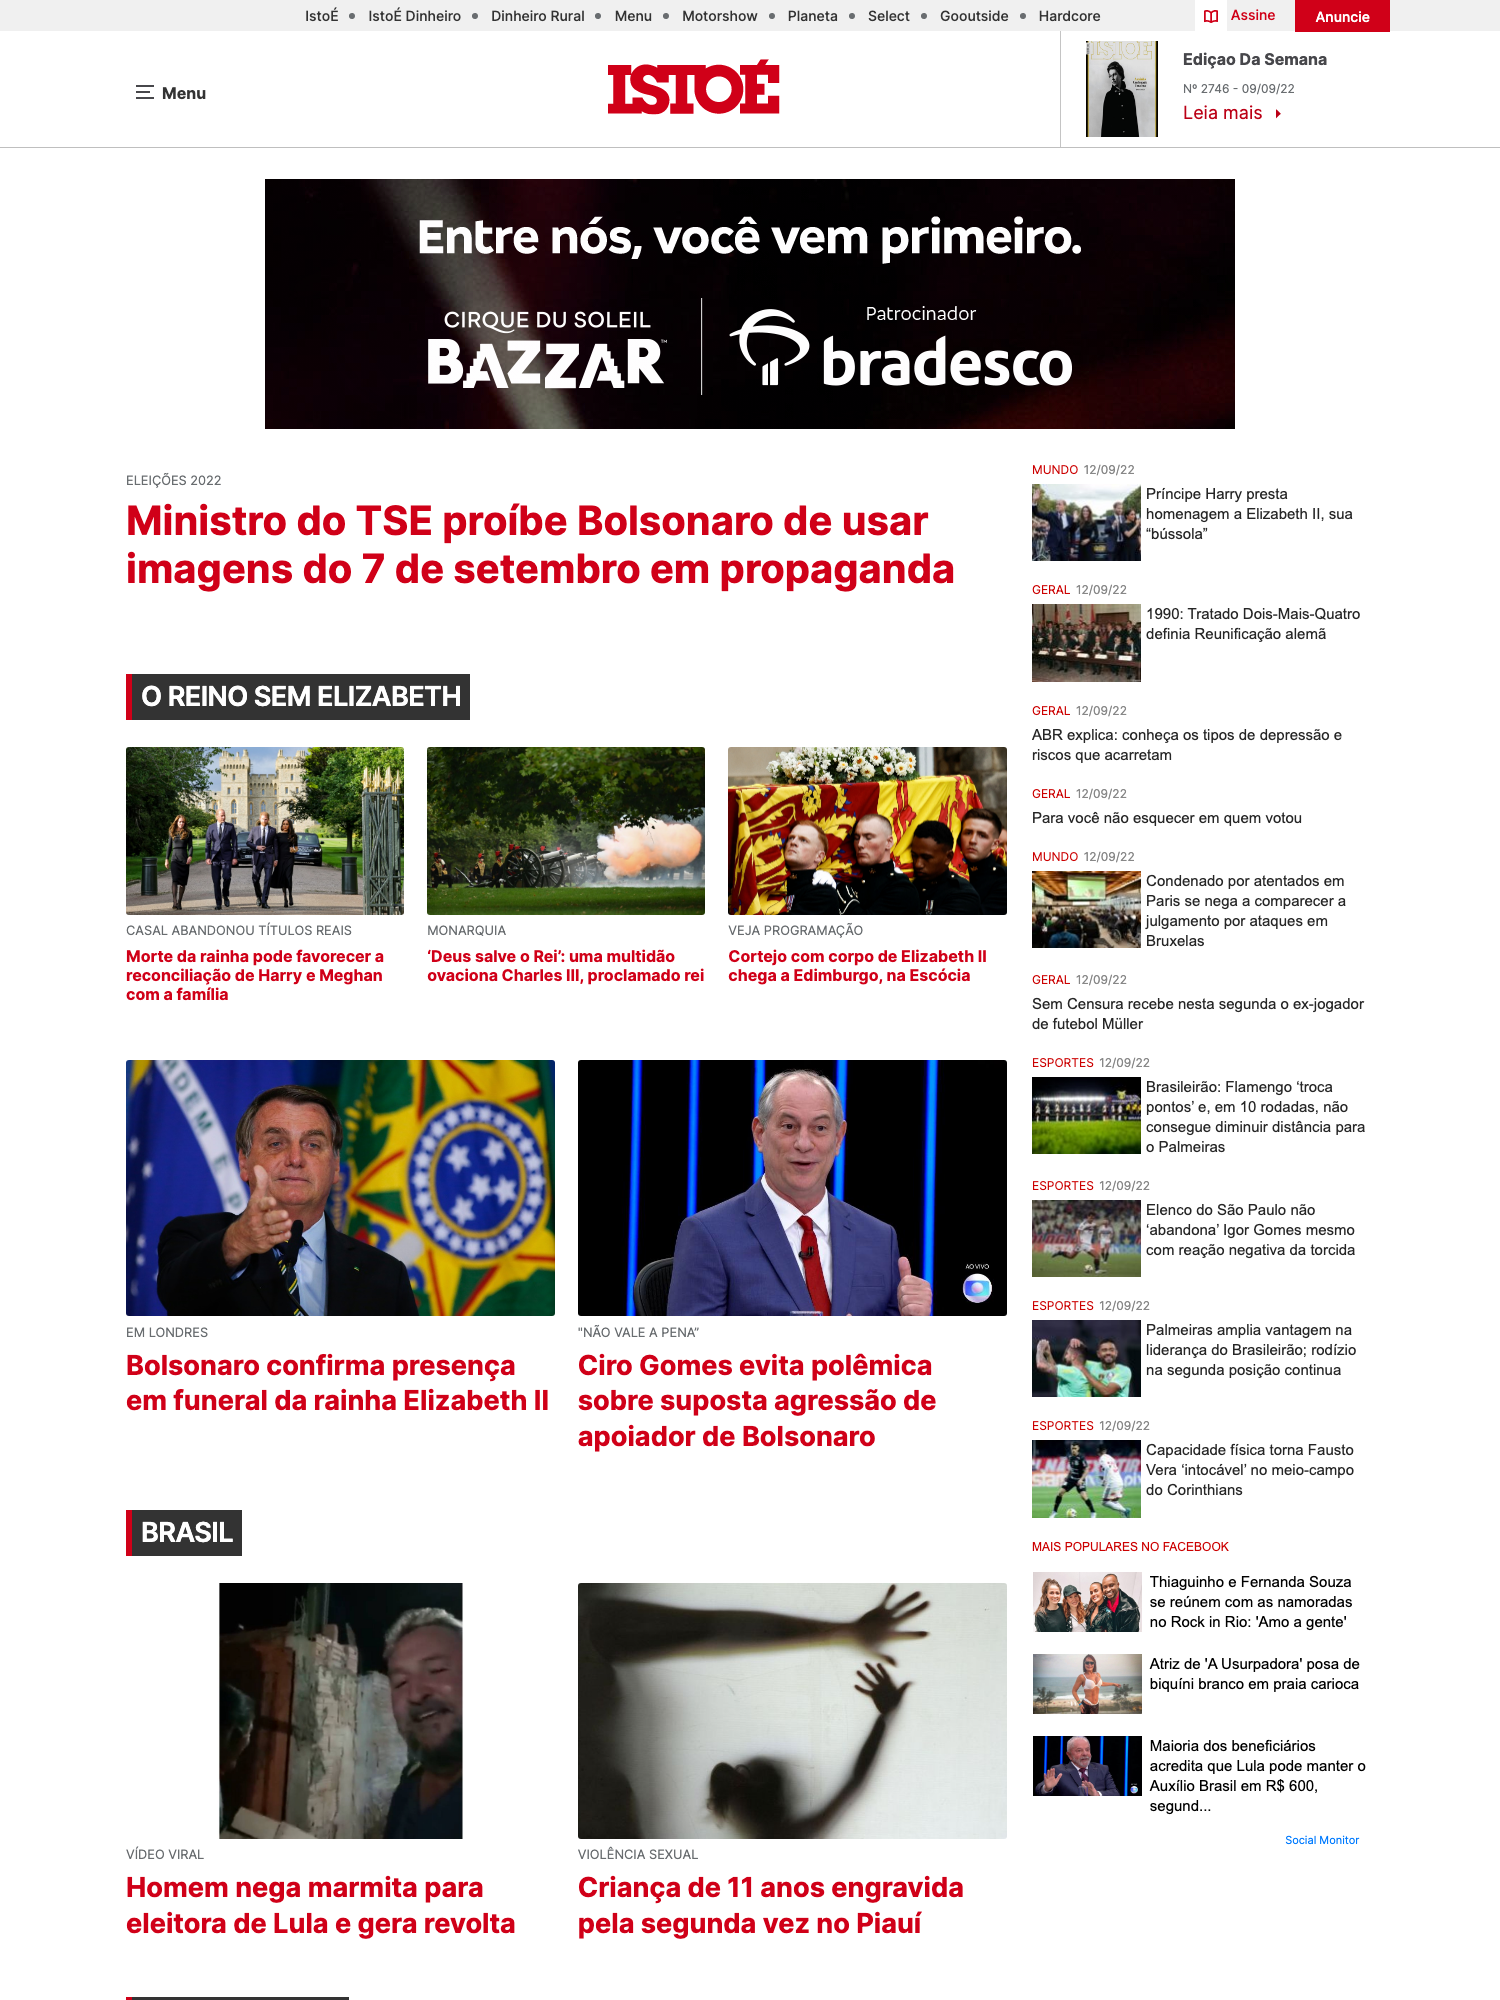 IstoÉ • IstoÉ Dinheiro • Dinheiro Rural • Menu • Motorshow • Planeta • Select • Gooutside • Hardcore
Assine
Anuncie
Menu
ISTOÉ
ISTOÉ
Ediçao Da Semana
Nº 2746 - 09/09/22
Leia mais
Entre nós, você vem primeiro.
CIRQUE DU SOLEIL
BAZZAR™
Patrocinador
bradesco
ELEIÇÕES 2022
Ministro do TSE proíbe Bolsonaro de usar
imagens do 7 de setembro em propaganda
O REINO SEM ELIZABETH
CASAL ABANDONOU TÍTULOS REAIS
Morte da rainha pode favorecer a
reconciliação de Harry e Meghan
com a família
MONARQUIA
‘Deus salve o Rei’: uma multidão
ovaciona Charles III, proclamado rei
VEJA PROGRAMAÇÃO
Cortejo com corpo de Elizabeth II
chega a Edimburgo, na Escócia
EM LONDRES
Bolsonaro confirma presença
em funeral da rainha Elizabeth II
AO VIVO
"NÃO VALE A PENA”
Ciro Gomes evita polêmica
sobre suposta agressão de
apoiador de Bolsonaro
BRASIL
VÍDEO VIRAL
Homem nega marmita para
eleitora de Lula e gera revolta
VIOLÊNCIA SEXUAL
Criança de 11 anos engravida
pela segunda vez no Piauí
MUNDO 12/09/22
Príncipe Harry presta
homenagem a Elizabeth II, sua
“bússola”
GERAL 12/09/22
1990: Tratado Dois-Mais-Quatro
definia Reunificação alemã
GERAL 12/09/22
ABR explica: conheça os tipos de depressão e
riscos que acarretam
GERAL 12/09/22
Para você não esquecer em quem votou
MUNDO 12/09/22
Condenado por atentados em
Paris se nega a comparecer a
julgamento por ataques em
Bruxelas
GERAL 12/09/22
Sem Censura recebe nesta segunda o ex-jogador
de futebol Müller
ESPORTES 12/09/22
Brasileirão: Flamengo ‘troca
pontos’ e, em 10 rodadas, não
consegue diminuir distância para
o Palmeiras
ESPORTES 12/09/22
Elenco do São Paulo não
‘abandona’ Igor Gomes mesmo
com reação negativa da torcida
ESPORTES 12/09/22
Palmeiras amplia vantagem na
liderança do Brasileirão; rodízio
na segunda posição continua
ESPORTES 12/09/22
Capacidade física torna Fausto
Vera ‘intocável’ no meio-campo
do Corinthians
MAIS POPULARES NO FACEBOOK
Thiaguinho e Fernanda Souza
se reúnem com as namoradas
no Rock in Rio: 'Amo a gente'
Atriz de 'A Usurpadora' posa de
biquíni branco em praia carioca
Maioria dos beneficiários
acredita que Lula pode manter o
Auxílio Brasil em R$ 600,
segund...
Social Monitor